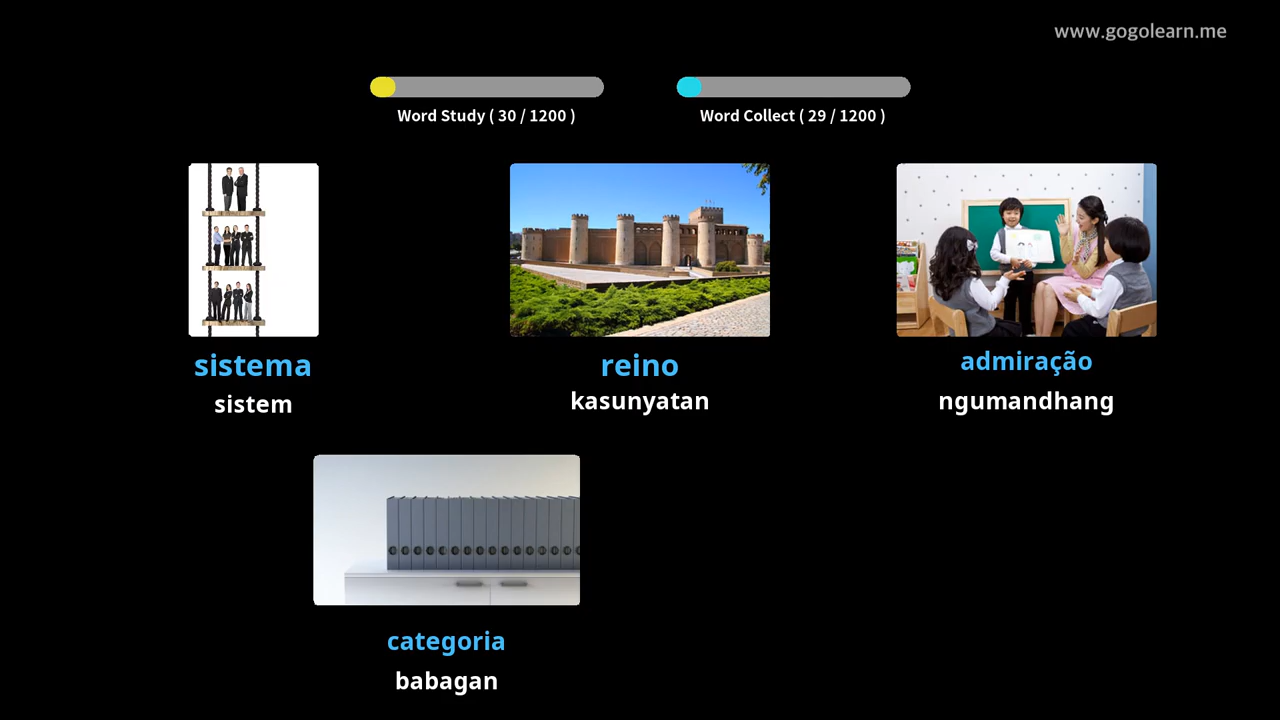 www.gogolearn.me
Word Study ( 30 / 1200 )
Word Collect ( 29 / 1200 )
sistema
sistem
reino
kasunyatan
admiração
ngumandhang
categoria
babagan